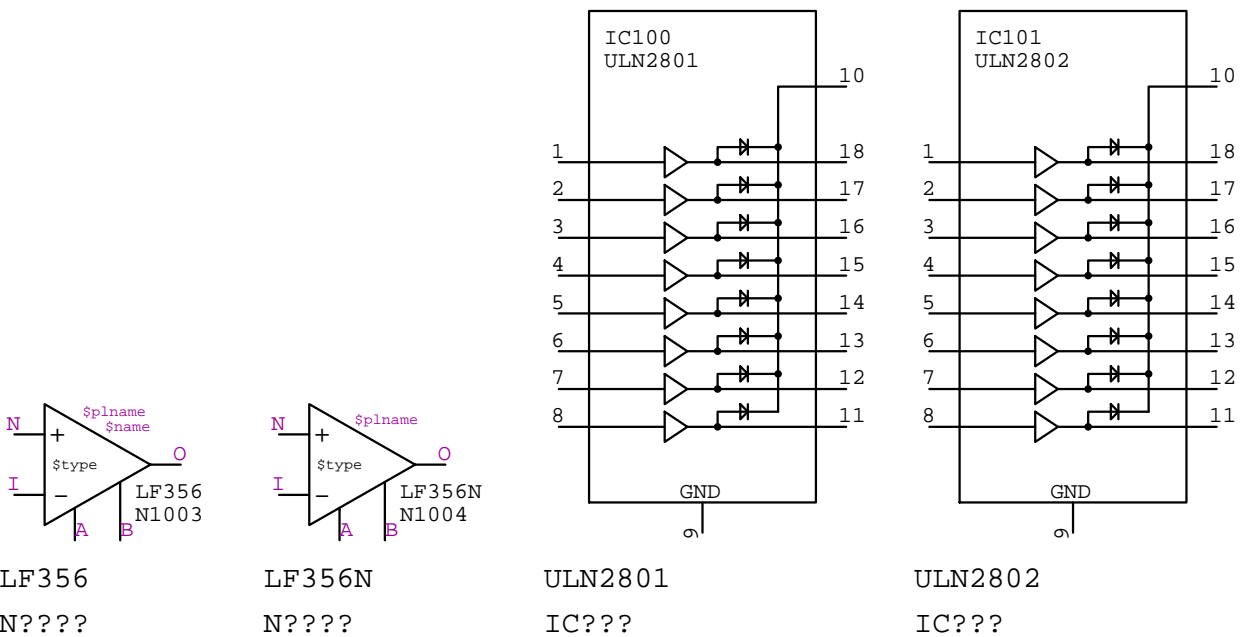 IC100
ULN2801
10
1
18
2
17
3
16
4
15
5
14
6
13
7
12
8
11
GND
9
IC101
ULN2802
10
1
18
2
17
3
16
4
15
5
14
6
13
7
12
8
11
GND
9
$plname
$name
N
+
$type
O
I
−
LF356
N1003
A
B
$plname
N
+
$type
O
I
−
LF356N
N1004
A
B
LF356
N????
LF356N
N????
ULN2801
IC???
ULN2802
IC???